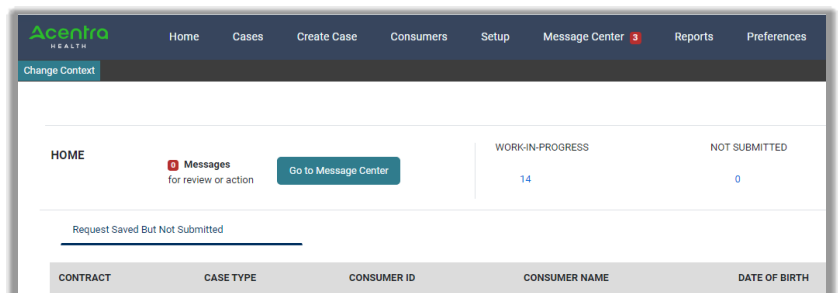 Acentra
HEALTH
Home Cases Create Case Consumers Setup Message Center 3 Reports Preferences
Change Context
HOME
0 Messages
for review or action
Go to Message Center
WORK-IN-PROGRESS
14
NOT SUBMITTED
0
Request Saved But Not Submitted
CONTRACT CASE TYPE CONSUMER ID CONSUMER NAME DATE OF BIRTH